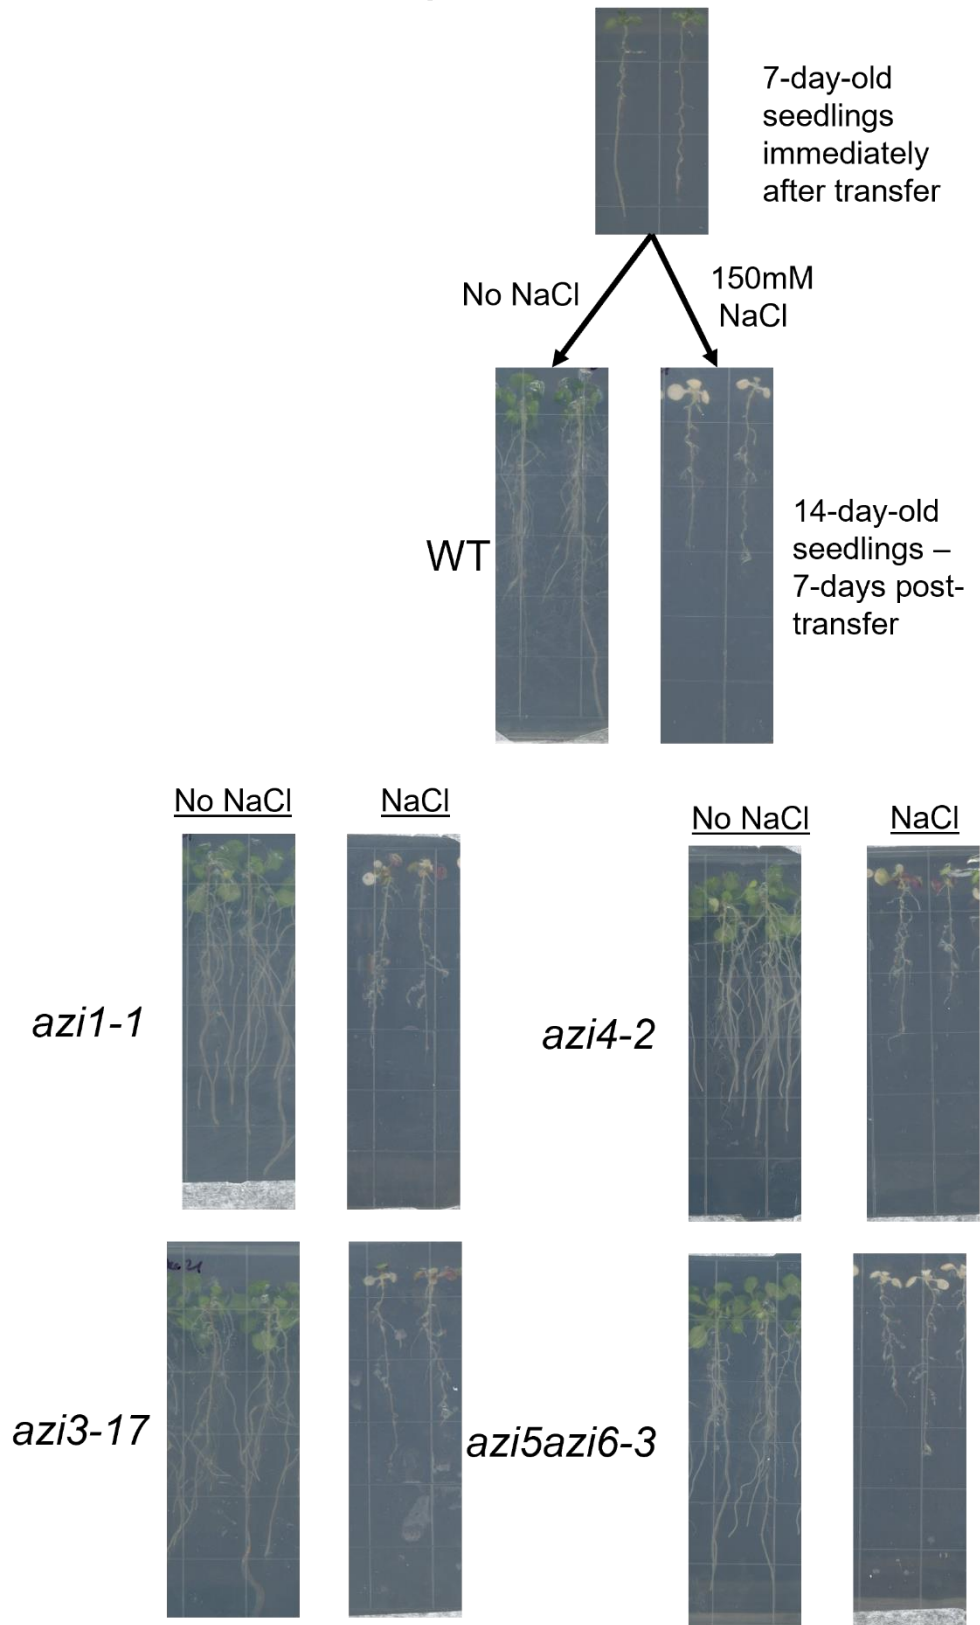 7-day-old
seedlings
immediately
after transfer
No NaCl
150mM
NaCl
WT
14-day-old
seedlings –
7-days post-
transfer
No NaCl
NaCl
No NaCl
NaCl
azi1-1
azi4-2
azi3-17
azi5azi6-3